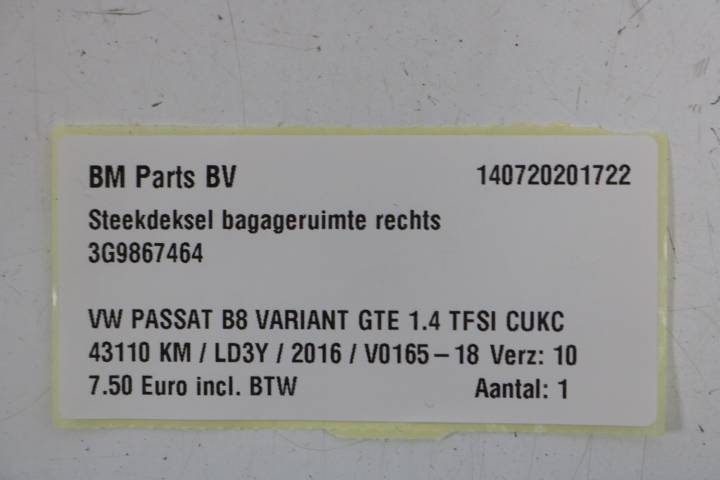 BM Parts BV 140720201722
Steekdeksel bagageruimte rechts
3G9867464
VW PASSAT B8 VARIANT GTE 1.4 TFSI CUKC
43110 KM / LD3Y / 2016 / V0165-18 Verz: 10
7.50 Euro incl. BTW Aantal: 1